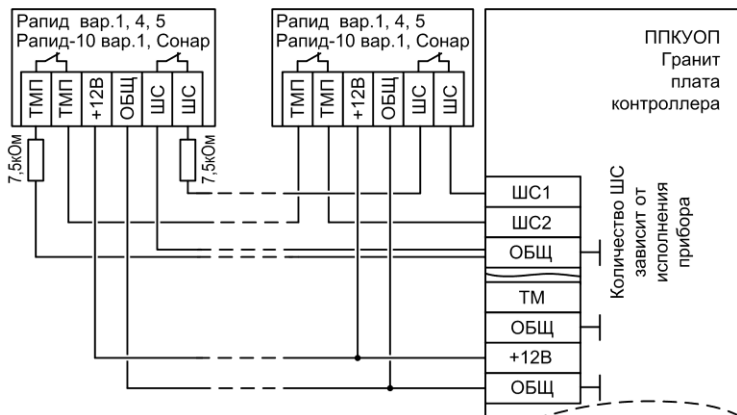 Рапид вар.1, 4, 5
Рапид-10 вар.1, Сонар
ТМП
ТМП
+12В
ОБЩ
ШС
ШС
7,5кОм
7,5кОм
Рапид вар.1, 4, 5
Рапид-10 вар.1, Сонар
ТМП
ТМП
+12В
ОБЩ
ШС
ШС
ППКУОП
Гранит
плата
контроллера
ШС1
ШС2
ОБЩ
ТМ
ОБЩ
+12В
ОБЩ
Количество ШС
зависит от
исполнения
прибора